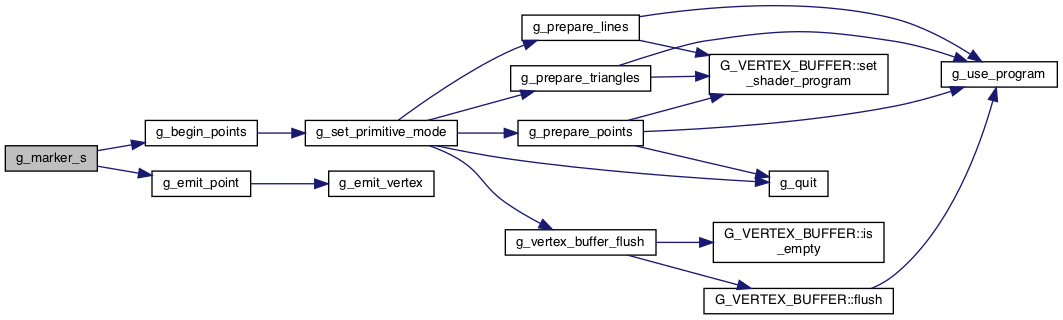 g_marker_s
g_begin_points
g_emit_point
g_set_primitive_mode
g_emit_vertex
g_prepare_lines
g_prepare_triangles
g_prepare_points
g_vertex_buffer_flush
G_VERTEX_BUFFER::set
_shader_program
g_quit
G_VERTEX_BUFFER::is
_empty
G_VERTEX_BUFFER::flush
g_use_program